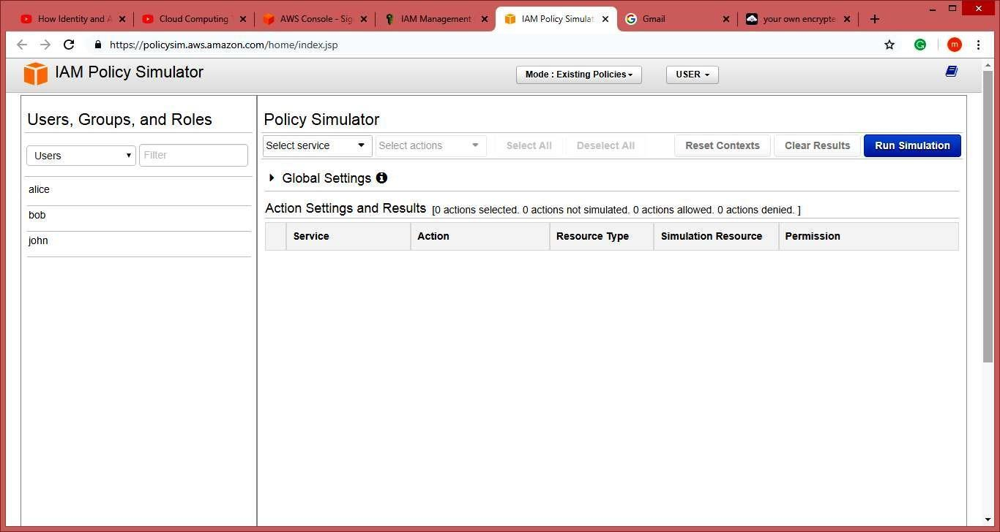 How Identity and A
Cloud Computing
AWS Console - Sig
IAM Management
IAM Policy Simulat
Gmail
your own encrypte
https://policysim.aws.amazon.com/home/index.jsp
m
IAM Policy Simulator
Mode : Existing Policies
USER
Users, Groups, and Roles
Policy Simulator
Users
Filter
Select service
Select actions
Select All
Deselect All
Reset Contexts
Clear Results
Run Simulation
Global Settings
alice
Action Settings and Results [0 actions selected. 0 actions not simulated. 0 actions allowed. 0 actions denied. ]
bob
Service
Action
Resource Type
Simulation Resource
Permission
john